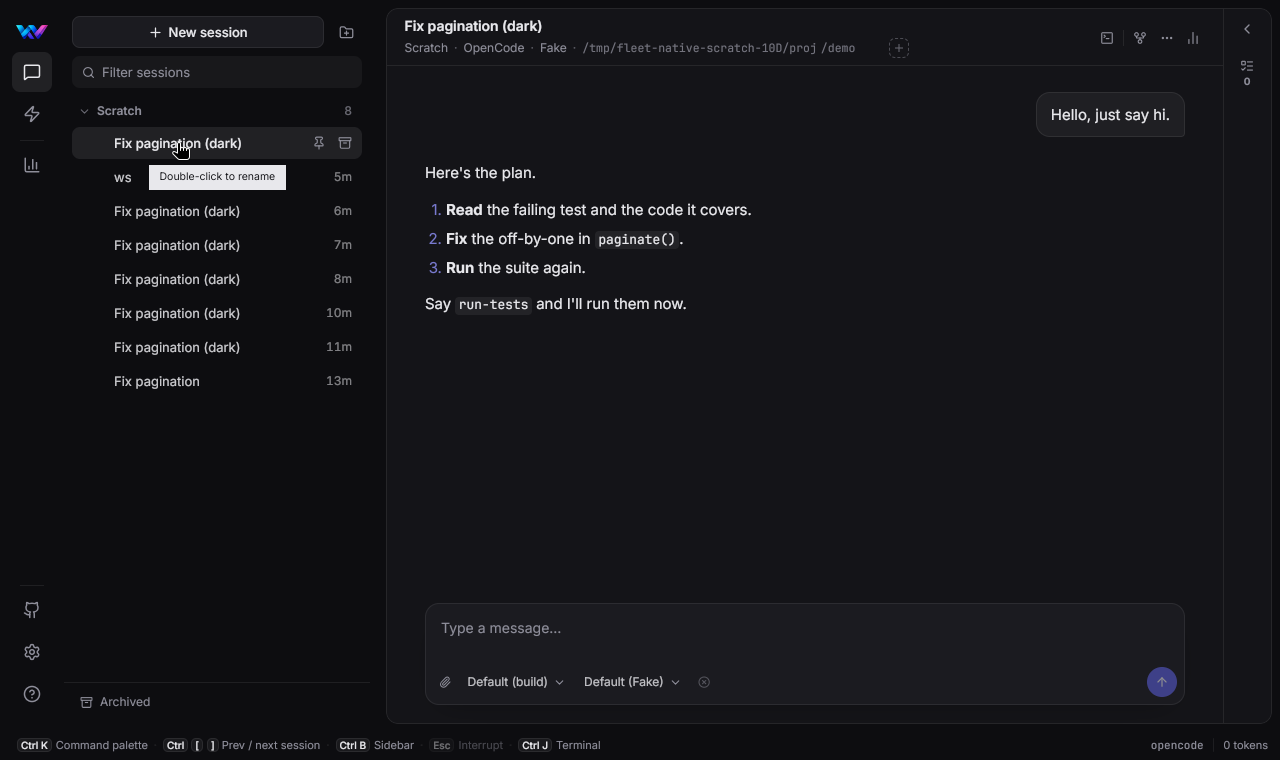 New session
Filter sessions
Scratch 8
Fix pagination (dark)
Double-click to rename
ws 5m
Fix pagination (dark) 6m
Fix pagination (dark) 7m
Fix pagination (dark) 8m
Fix pagination (dark) 10m
Fix pagination (dark) 11m
Fix pagination 13m
Archived
Fix pagination (dark)
Scratch · OpenCode · Fake · /tmp/fleet-native-scratch-10D/proj /demo
0
Hello, just say hi.
Here's the plan.
1. Read the failing test and the code it covers.
2. Fix the off-by-one in paginate().
3. Run the suite again.
Say run-tests and I'll run them now.
Type a message...
Default (build) Default (Fake)
Ctrl K Command palette · Ctrl [ ] Prev / next session · Ctrl B Sidebar · Esc Interrupt · Ctrl J Terminal opencode 0 tokens